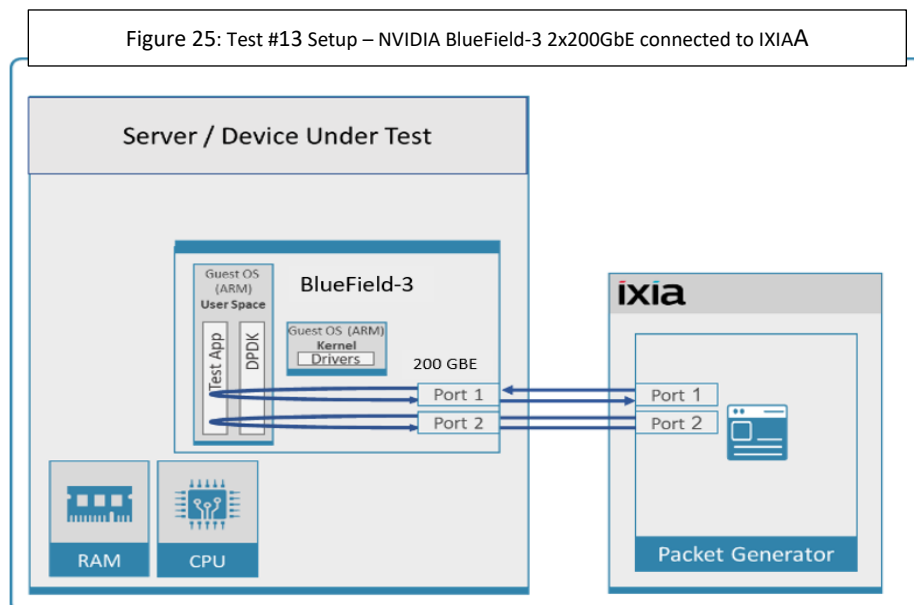 Figure 25: Test #13 Setup – NVIDIA BlueField-3 2x200GbE connected to IXIAA
Server / Device Under Test
Guest OS
(ARM)
User Space
Test App
DPDK
BlueField-3
Guest OS (ARM)
Kernel
Drivers
200 GBE
Port 1
Port 2
RAM
CPU
ixia
Port 1
Port 2
Packet Generator